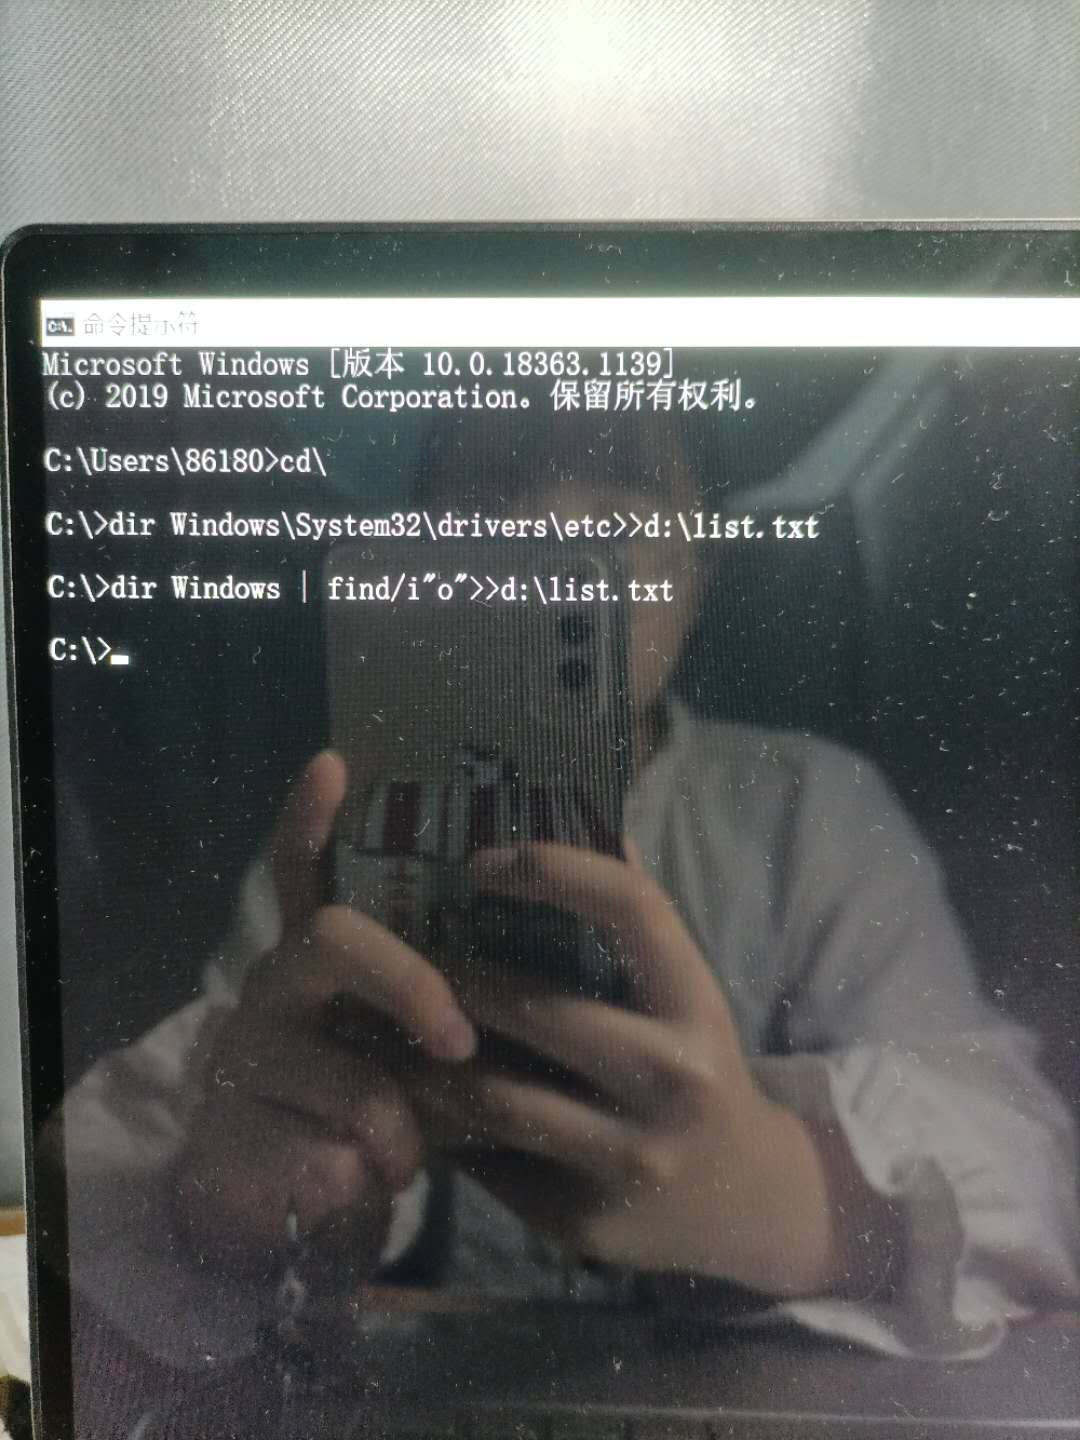 命令提示符
Microsoft Windows [版本 10.0.18363.1139]
(c) 2019 Microsoft Corporation。保留所有权利。
C:\Users\86180>cd\
C:\>dir Windows\System32\drivers\etc>>d:\list.txt
C:\>dir Windows | find/i"o">>d:\list.txt
C:\>